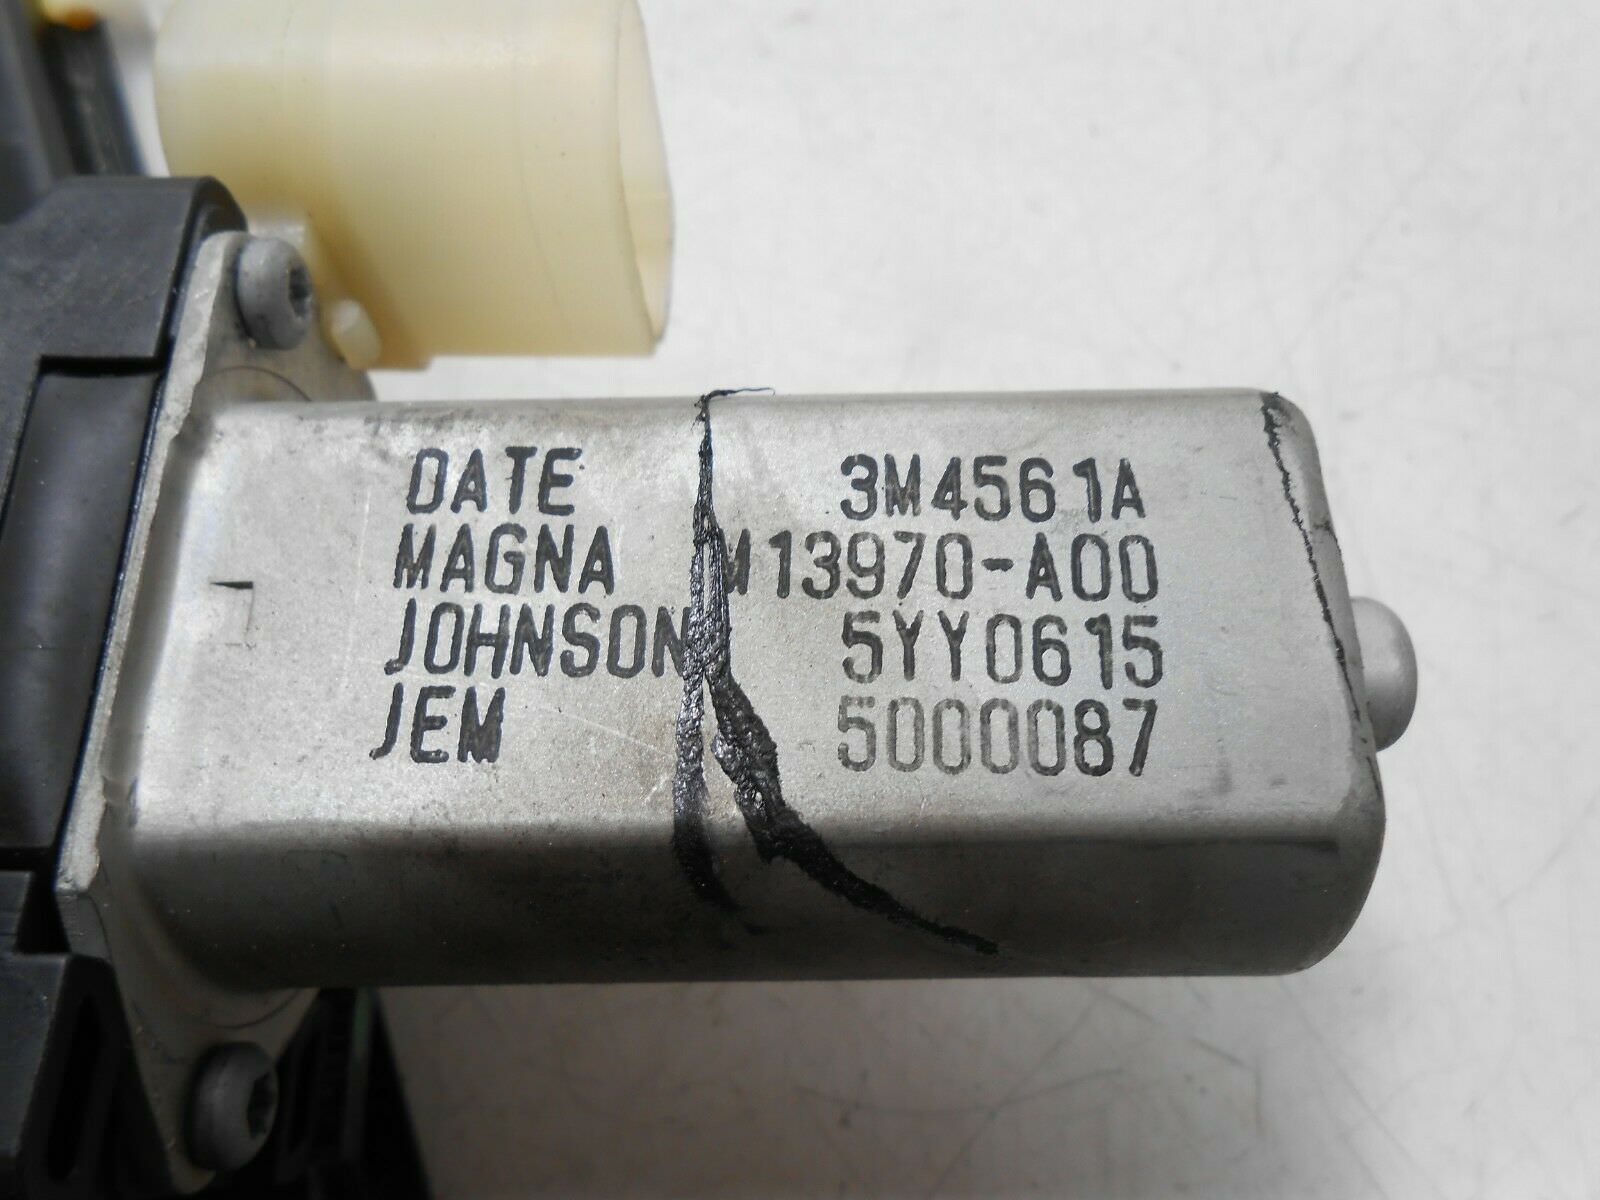 DATE 3M4561A
MAGNA M13970-A00
JOHNSON 5YY0615
JEM 5000087